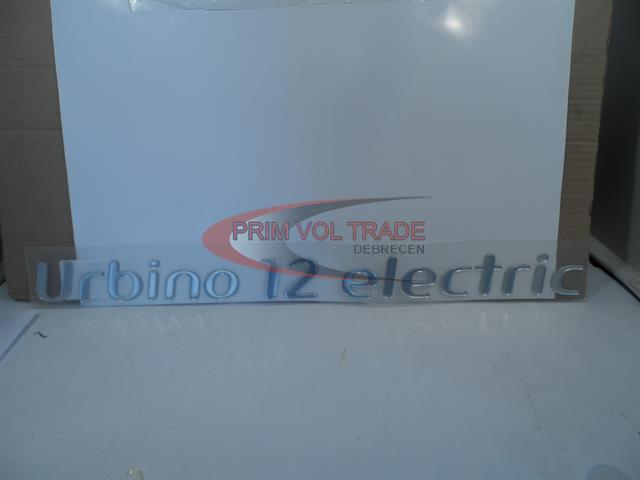 PRIM VOL TRADE
DEBRECEN
Urbino 12 electric